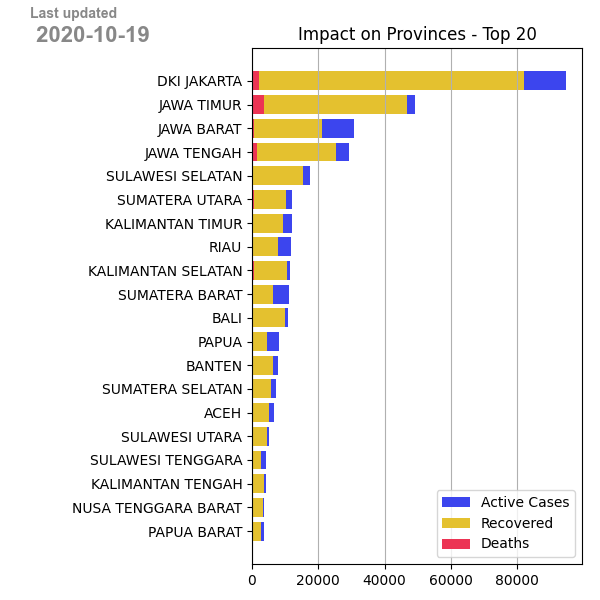 Last updated
2020-10-19
Impact on Provinces - Top 20
DKI JAKARTA
JAWA TIMUR
JAWA BARAT
JAWA TENGAH
SULAWESI SELATAN
SUMATERA UTARA
KALIMANTAN TIMUR
RIAU
KALIMANTAN SELATAN
SUMATERA BARAT
BALI
PAPUA
BANTEN
SUMATERA SELATAN
ACEH
SULAWESI UTARA
SULAWESI TENGGARA
KALIMANTAN TENGAH
NUSA TENGGARA BARAT
PAPUA BARAT
Active Cases
Recovered
Deaths
0 20000 40000 60000 80000